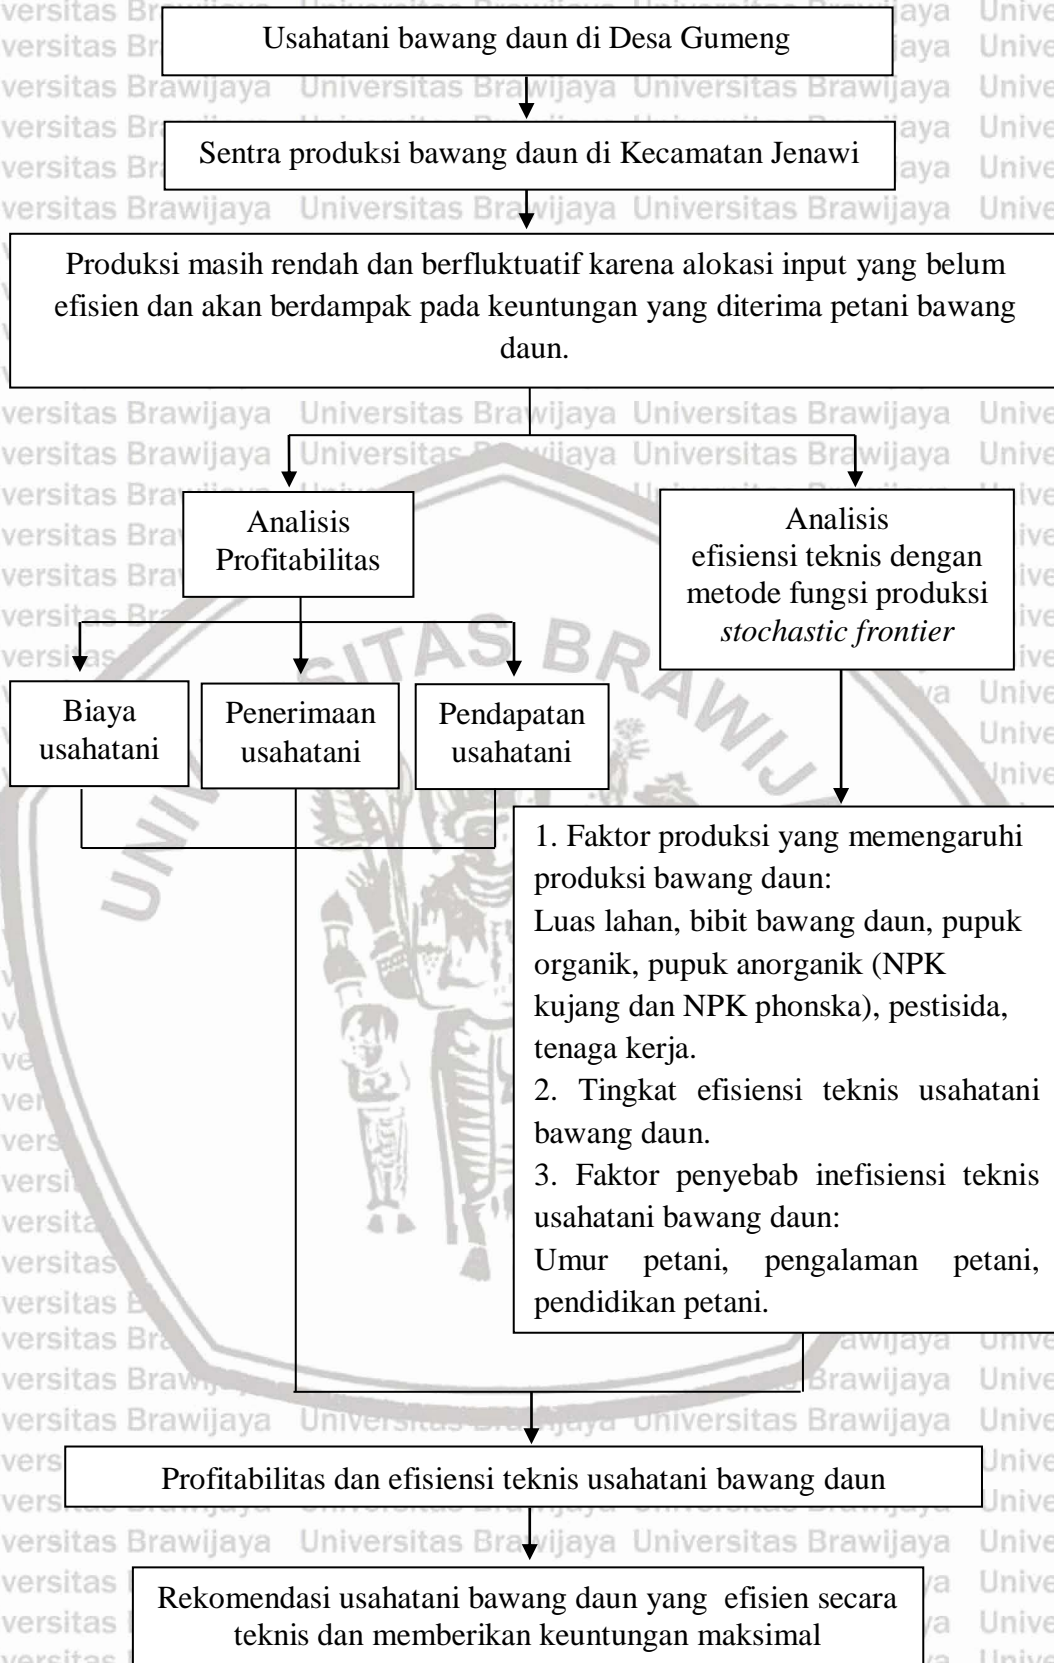 Usahatani bawang daun di Desa Gumeng
Sentra produksi bawang daun di Kecamatan Jenawi
Produksi masih rendah dan berfluktuatif karena alokasi input yang belum
efisien dan akan berdampak pada keuntungan yang diterima petani bawang
daun.
Analisis
Profitabilitas
Analisis
efisiensi teknis dengan
metode fungsi produksi
stochastic frontier
Biaya
usahatani
Penerimaan
usahatani
Pendapatan
usahatani
1. Faktor produksi yang memengaruhi
produksi bawang daun:
Luas lahan, bibit bawang daun, pupuk
organik, pupuk anorganik (NPK
kujang dan NPK phonska), pestisida,
tenaga kerja.
2. Tingkat efisiensi teknis usahatani
bawang daun.
3. Faktor penyebab inefisiensi teknis
usahatani bawang daun:
Umur petani, pengalaman petani,
pendidikan petani.
Profitabilitas dan efisiensi teknis usahatani bawang daun
Rekomendasi usahatani bawang daun yang efisien secara
teknis dan memberikan keuntungan maksimal